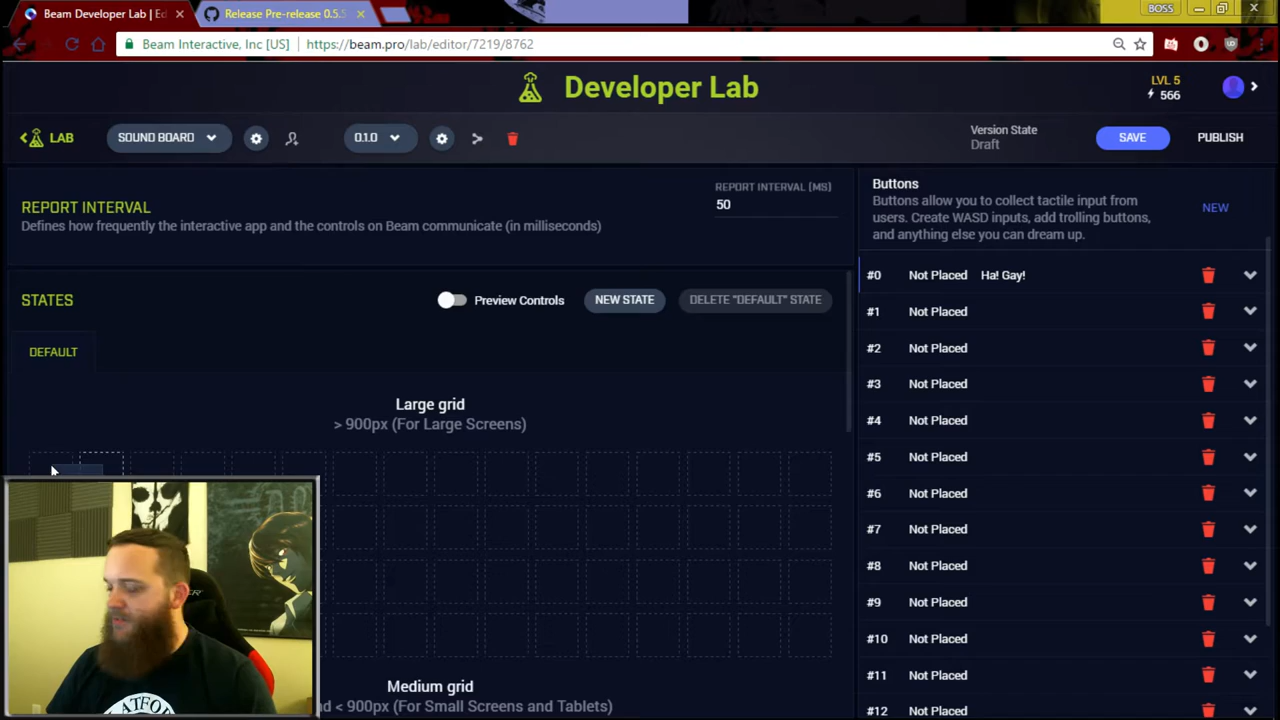 Beam Developer Lab | Ed
Release Pre-release 0.5.5
BOSS
Beam Interactive, Inc [US]
https://beam.pro/lab/editor/7219/8762
Developer Lab
LVL 5
566
LAB
SOUND BOARD
0.1.0
Version State
Draft
SAVE
PUBLISH
REPORT INTERVAL
Defines how frequently the interactive app and the controls on Beam communicate (in milliseconds)
REPORT INTERVAL (MS)
50
STATES
Preview Controls
NEW STATE
DELETE "DEFAULT" STATE
DEFAULT
Large grid
> 900px (For Large Screens)
Medium grid
nd < 900px (For Small Screens and Tablets)
Buttons
Buttons allow you to collect tactile input from
users. Create WASD inputs, add trolling buttons,
and anything else you can dream up.
NEW
#0 Not Placed Ha! Gay!
#1 Not Placed
#2 Not Placed
#3 Not Placed
#4 Not Placed
#5 Not Placed
#6 Not Placed
#7 Not Placed
#8 Not Placed
#9 Not Placed
#10 Not Placed
#11 Not Placed
#12 Not Placed